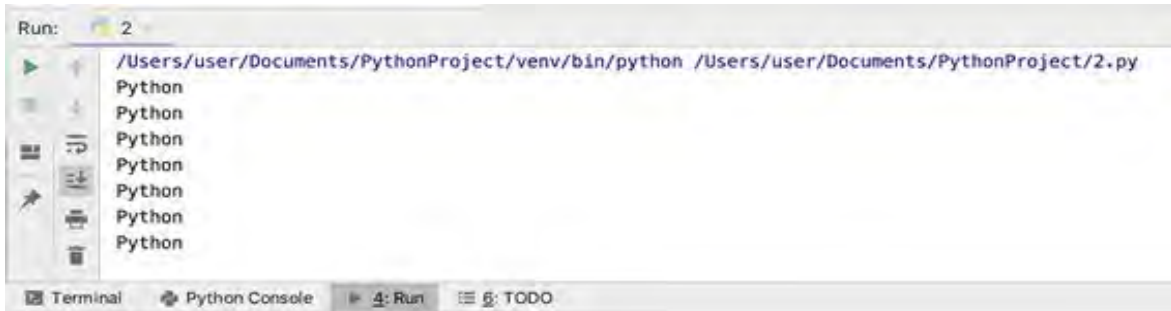 Run: 2
/Users/user/Documents/PythonProject/venv/bin/python /Users/user/Documents/PythonProject/2.py
Python
Python
Python
Python
Python
Python
Python
Terminal Python Console 4: Run 6: TODO